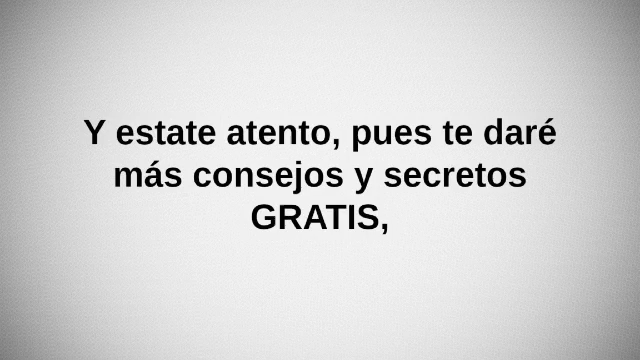 Y estate atento, pues te daré
más consejos y secretos
GRATIS,